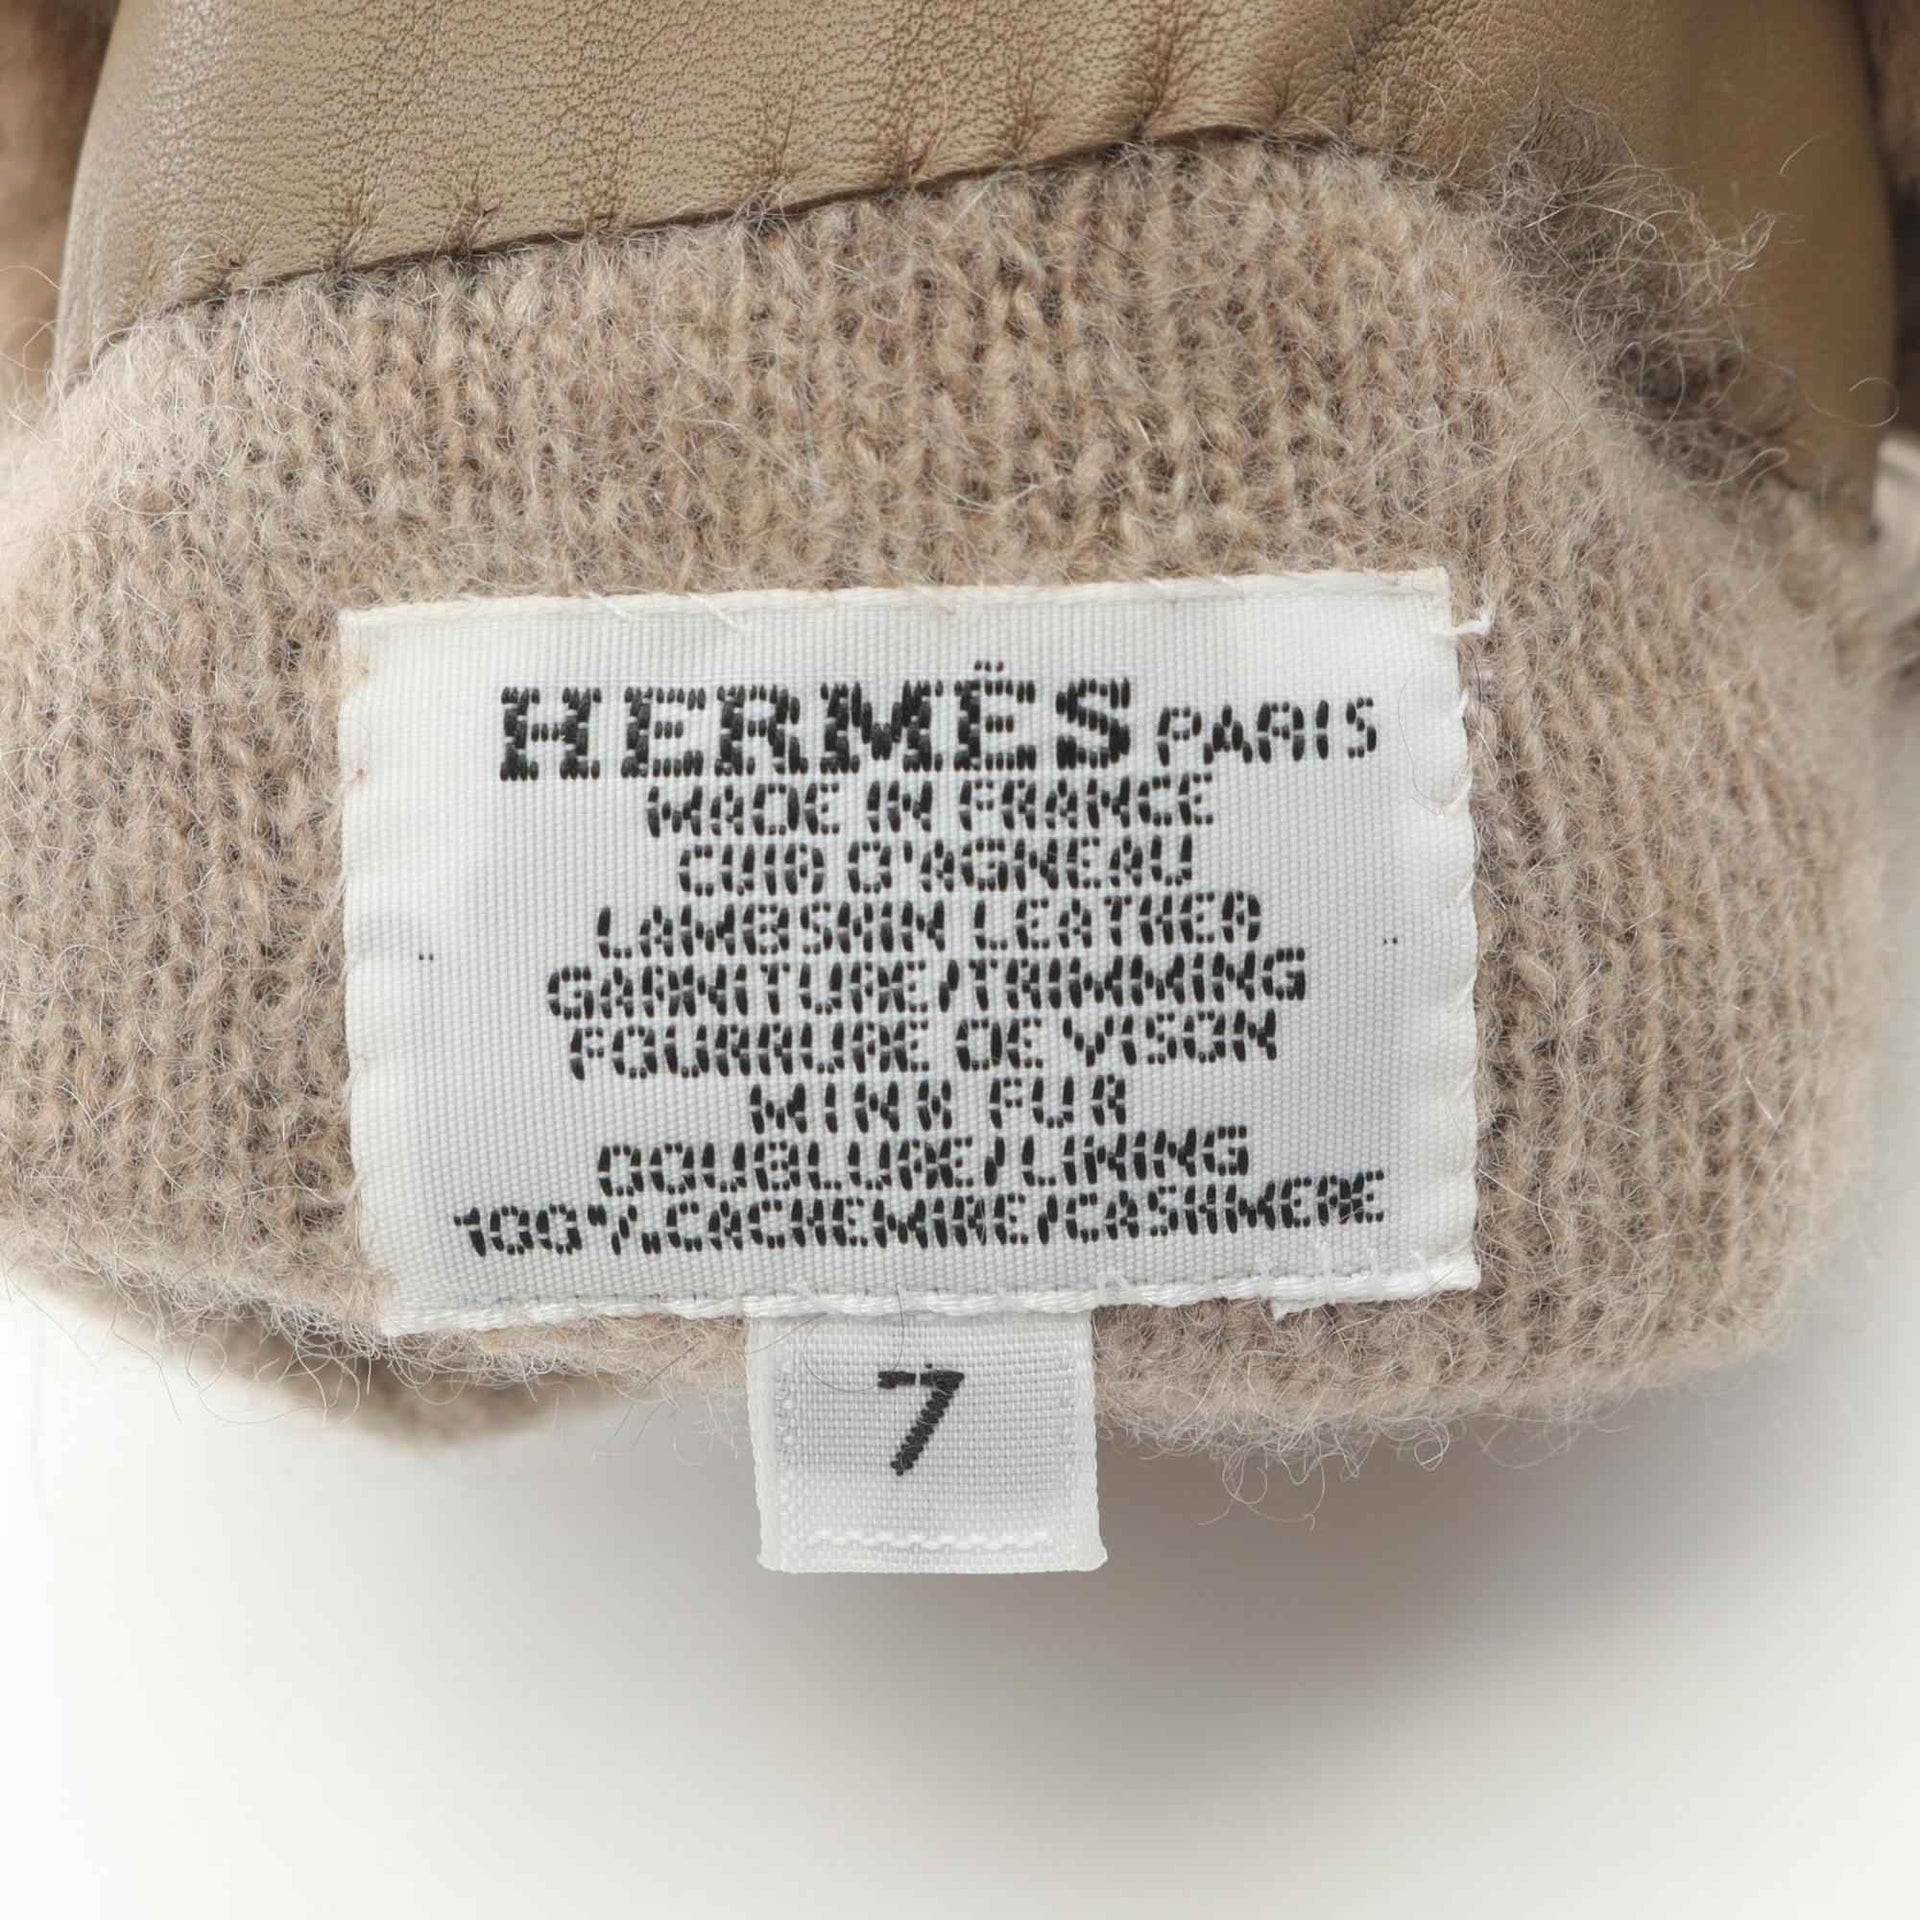 HERMÈS PARIS
MADE IN FRANCE
CUIR D'AGNEAU
LAMBSKIN LEATHER
GARNITURE/TRIMMING
FOURRURE DE VISON
MINK FUR
DOUBLURE/LINING
100% CACHEMIRE/CASHMERE
7